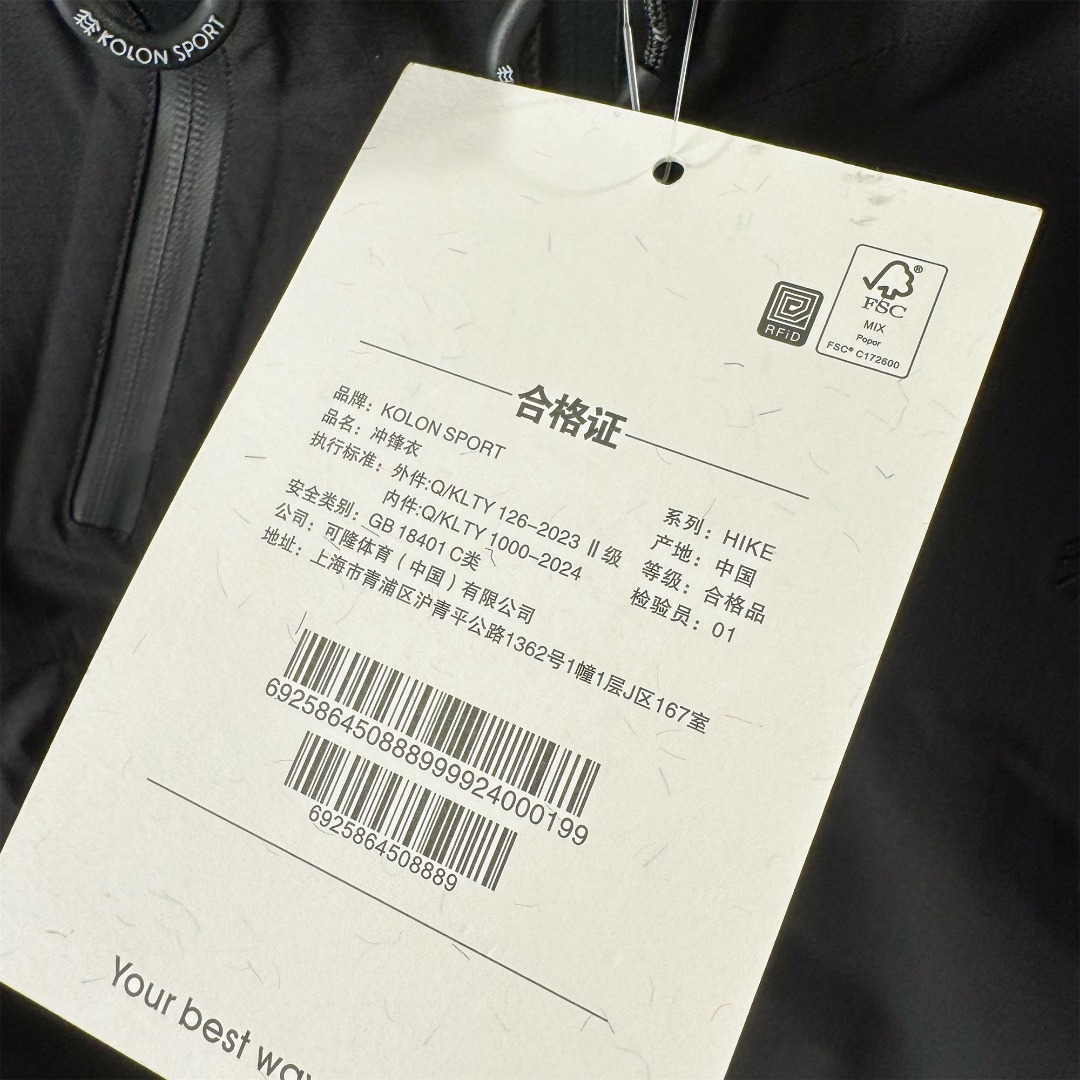 KOLON SPORT
RFiD
FSC®
MIX
Popor
FSC® C172600
合格证
品牌：KOLON SPORT
品名：冲锋衣
执行标准：外件:Q/KLTY 126-2023 Ⅱ级
内件:Q/KLTY 1000-2024
安全类别：GB 18401 C类
公司：可隆体育（中国）有限公司
地址：上海市青浦区沪青平公路1362号1幢1层J区167室
系列：HIKE
产地：中国
等级：合格品
检验员：01
692586450888999924000199
6925864508889
Your best way